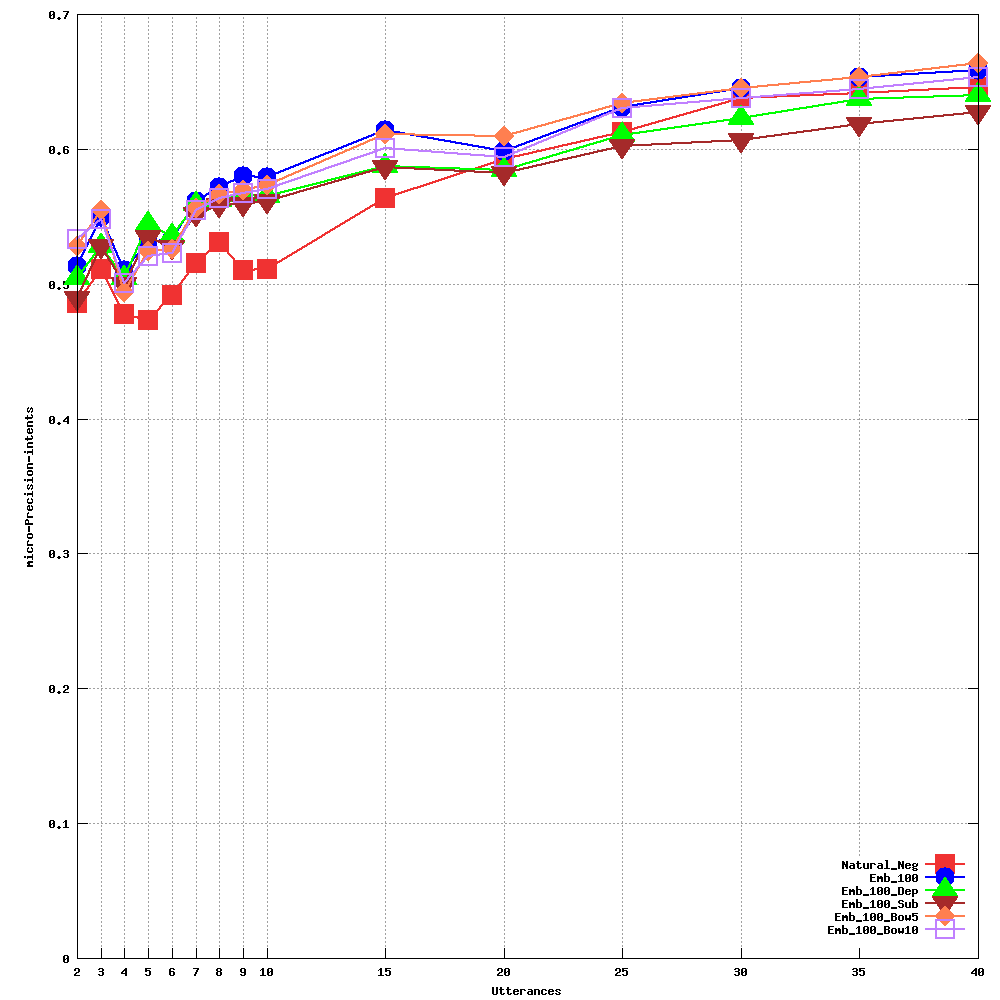 0.7
0.6
0.5
0.4
0.3
0.2
0.1
0
micro-Precision-intents
2 3 4 5 6 7 8 9 10 15 20 25 30 35 40
Utterances
Natural_Neg
Emb_100
Emb_100_Dep
Emb_100_Sub
Emb_100_Bow5
Emb_100_Bow10